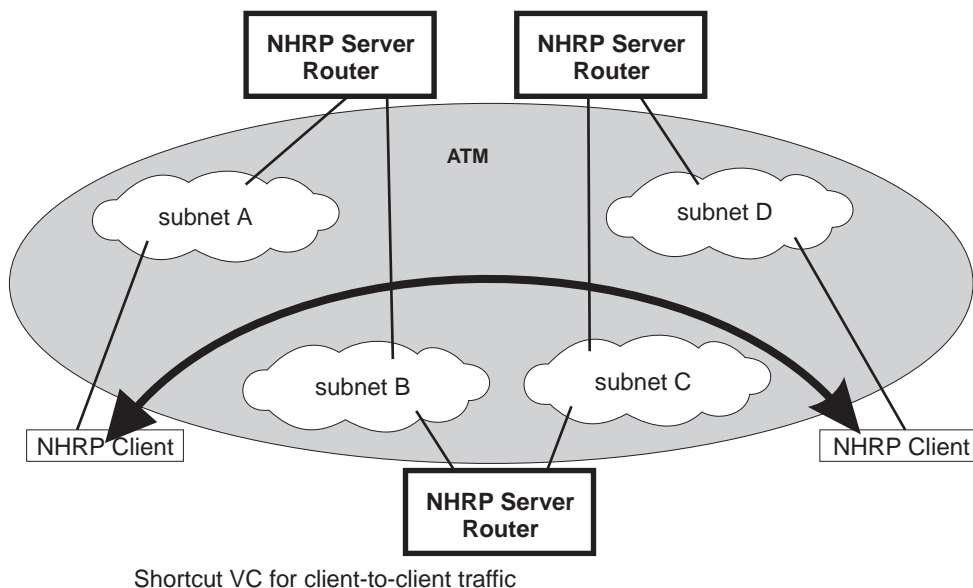 NHRP Server
Router
NHRP Server
Router
ATM
subnet A
subnet D
subnet B
subnet C
NHRP Client
NHRP Client
NHRP Server
Router
Shortcut VC for client-to-client traffic